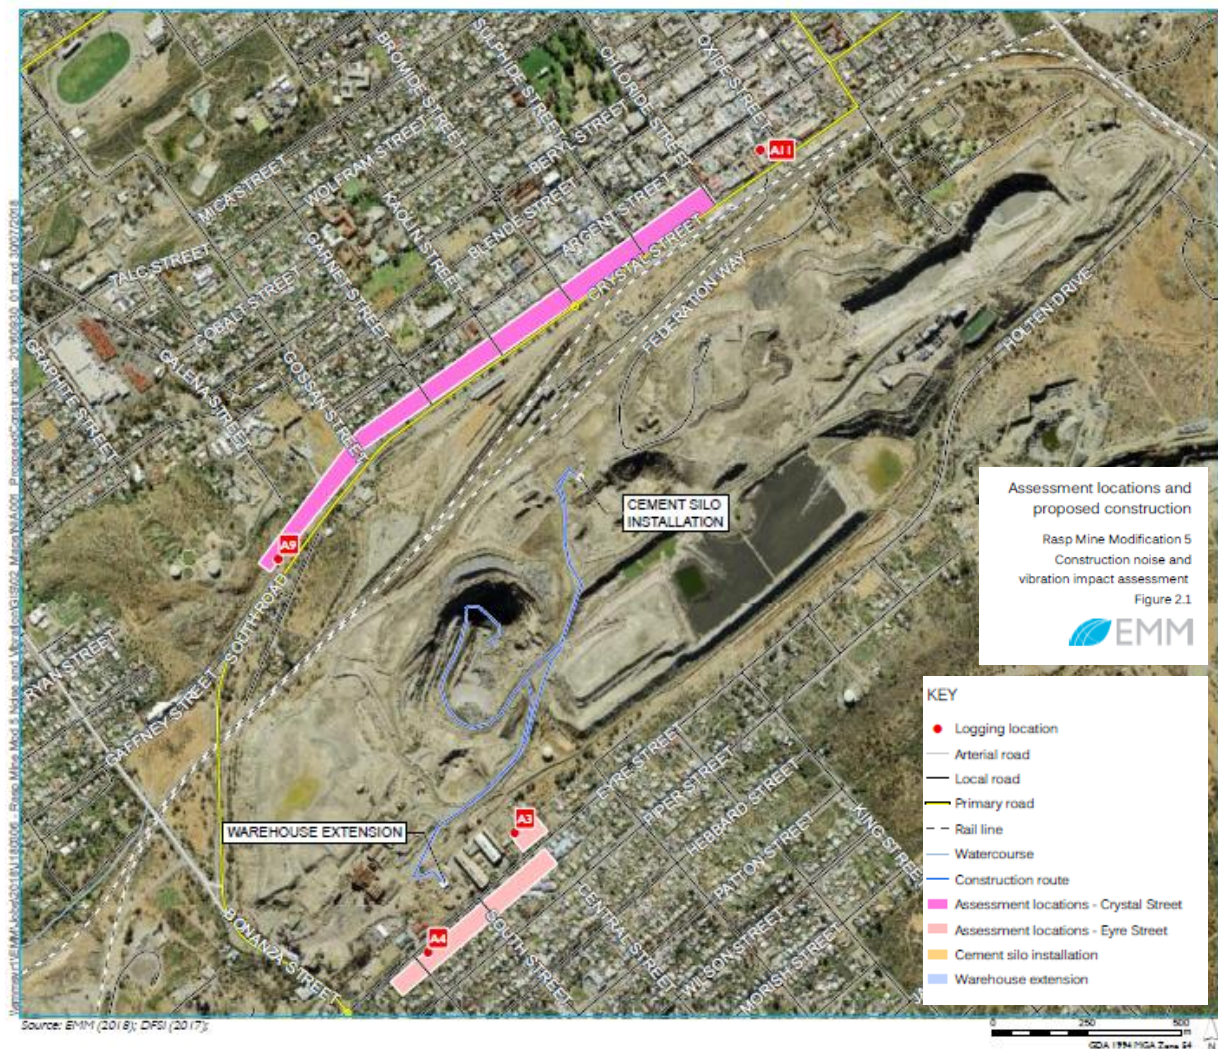 BROMIDE STREET
SULPHIDE STREET
CHLORIDE STREET
OXIDE STREET
MICA STREET
WOLFRAM STREET
BERYL STREET
A11
TALC STREET
KAOLIN STREET
BLENDE STREET
ARGENT STREET
GARNET STREET
COBALT STREET
CRYSTAL STREET
FEDERATION WAY
HOLTEN DRIVE
GRAPHITE STREET
GALENA STREET
GOSSAN STREET
CEMENT SILO
INSTALLATION
A9
SOUTH ROAD
RYAN STREET
GAFFNEY STREET
Assessment locations and
proposed construction
Rasp Mine Modification 5
Construction noise and
vibration impact assessment
Figure 2.1
EMM
EYRE STREET
PIPER STREET
HEBBARD STREET
PATTON STREET
KING STREET
WAREHOUSE EXTENSION
A3
A4
CENTRAL STREET
WILSON STREET
MORISH STREET
SOUTH STREET
BONANZA STREET
KEY
Logging location
Arterial road
Local road
Primary road
Rail line
Watercourse
Construction route
Assessment locations - Crystal Street
Assessment locations - Eyre Street
Cement silo installation
Warehouse extension
Source: EMM (2018); DFSI (2017);
0 250 500
m
GDA 1994 MGA Zone 54
N